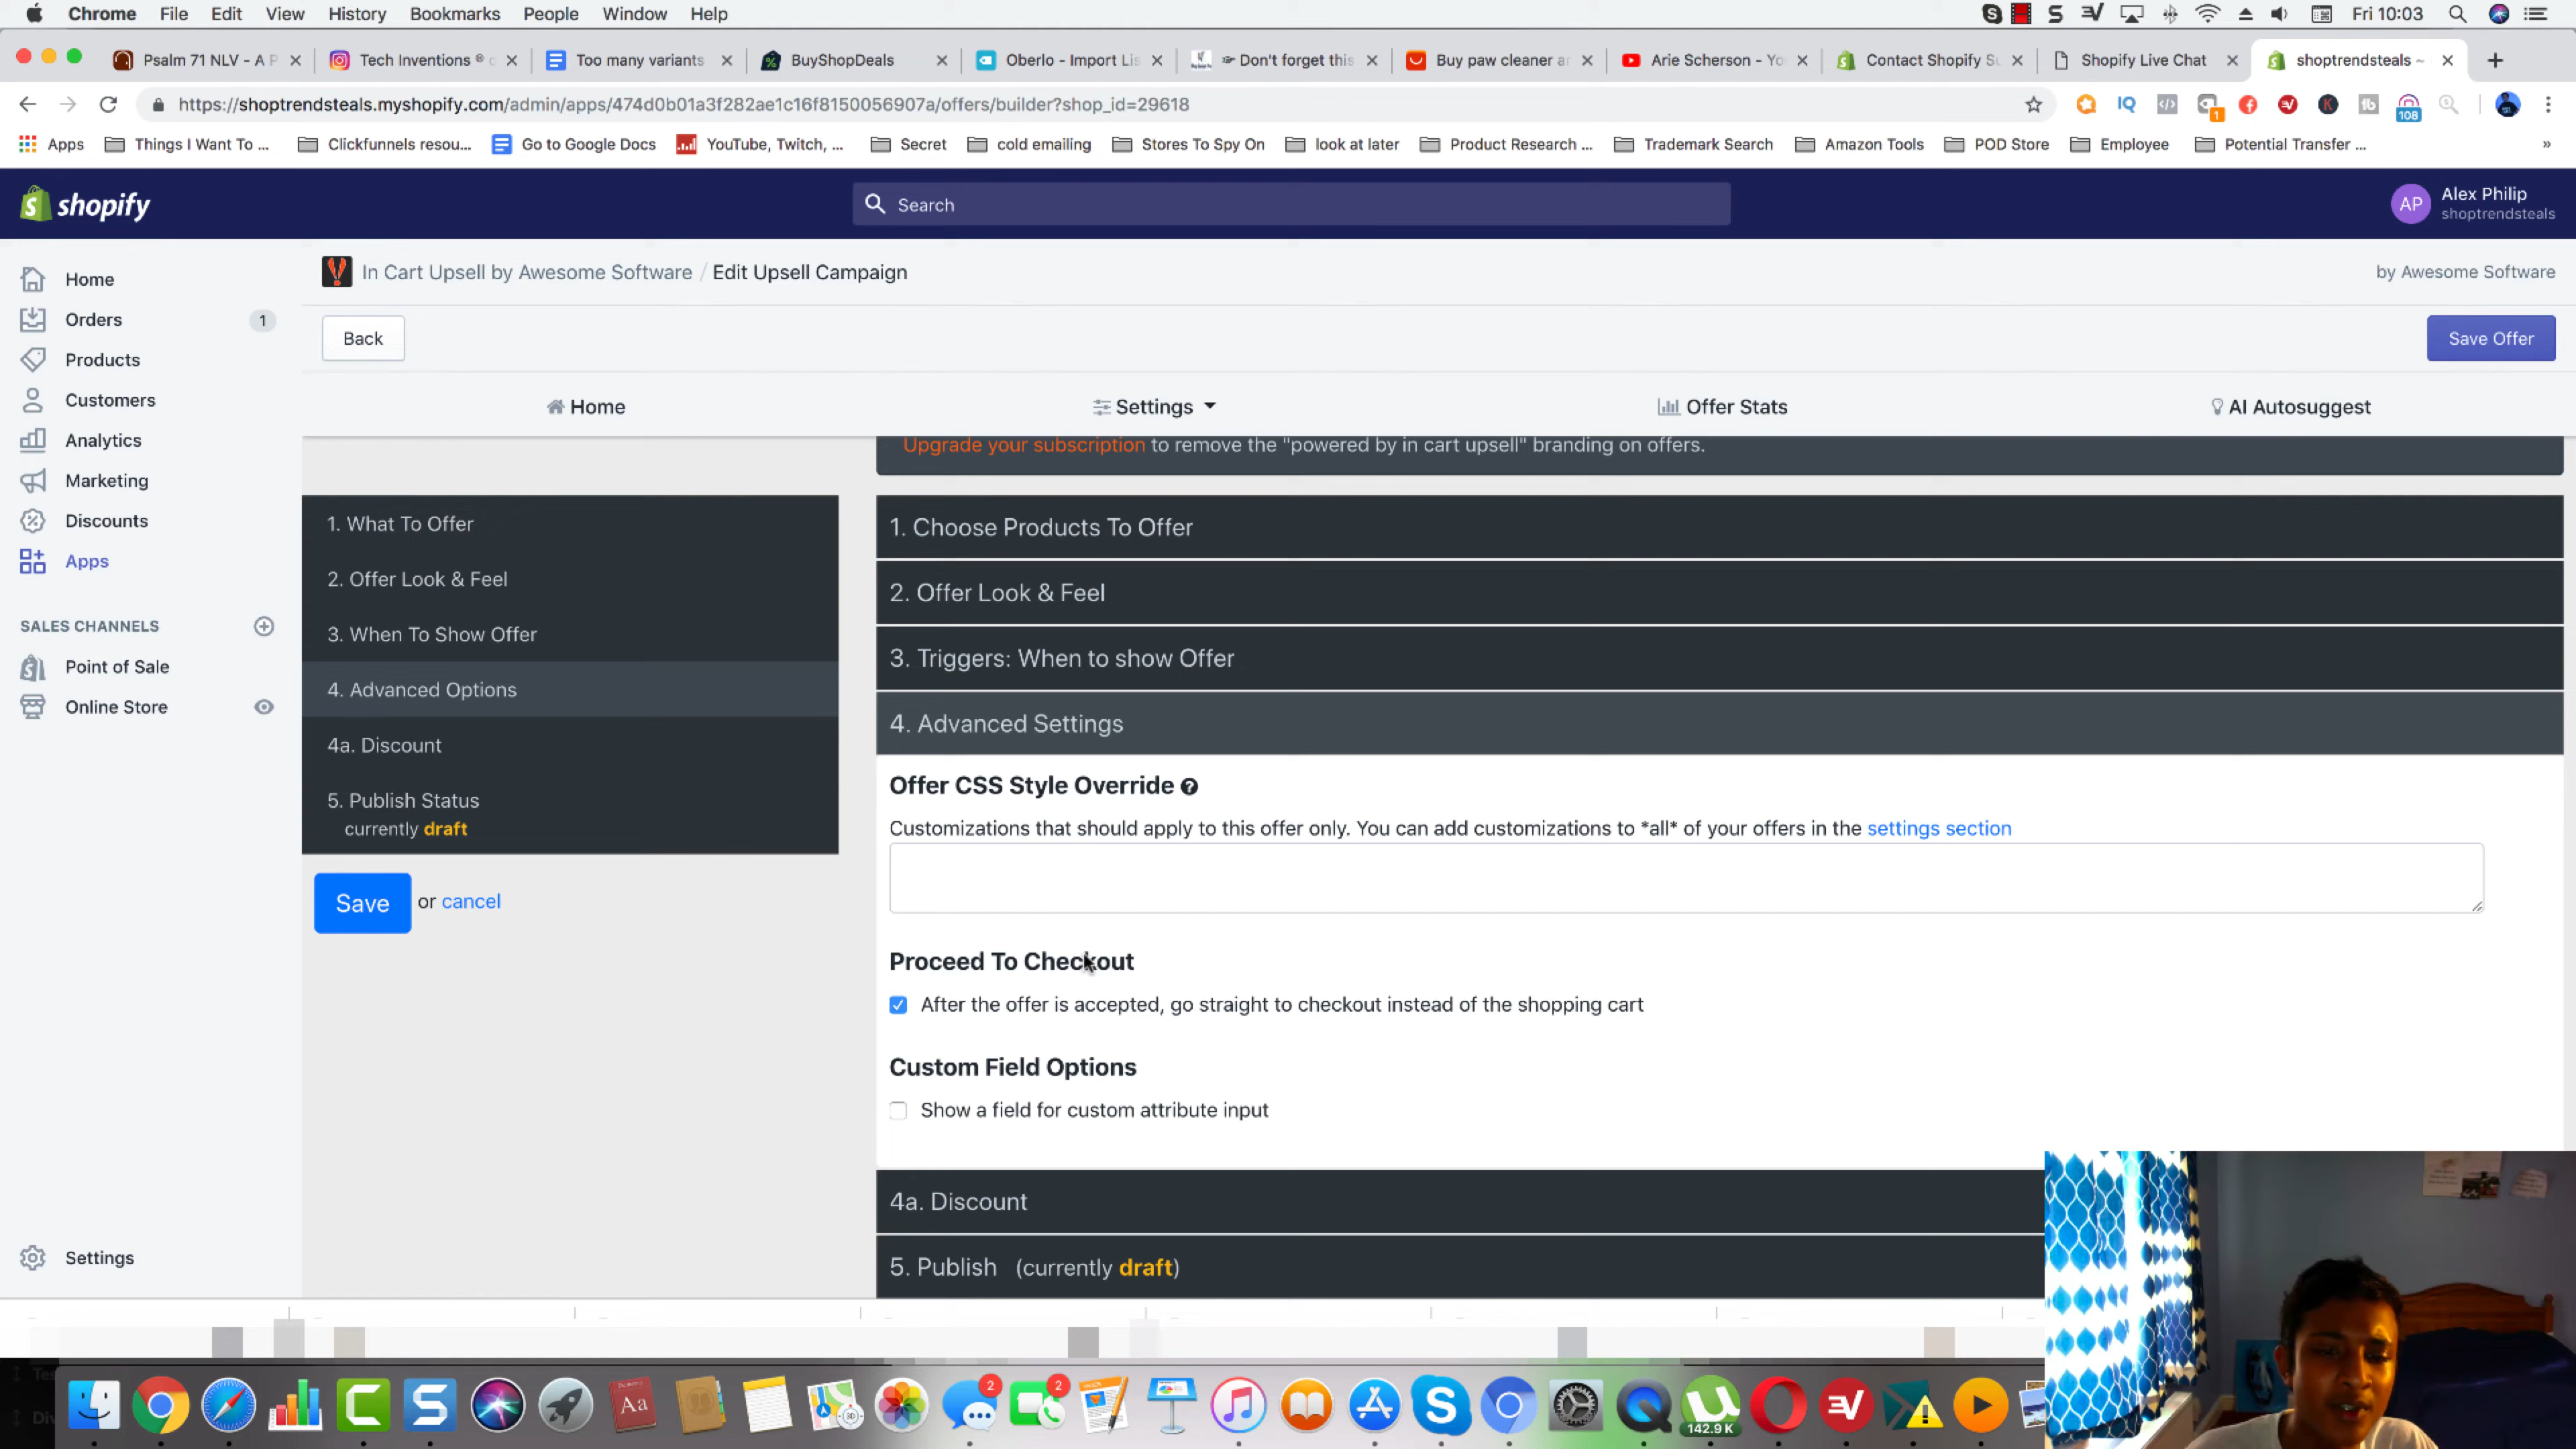 Chrome File Edit View History Bookmarks People Window Help Fri 10:03
Psalm 71 NLV - A P Tech Inventions ® c Too many variants BuyShopDeals Oberlo - Import Lis Don't forget this Buy paw cleaner a Arie Scherson - Yo Contact Shopify Su Shopify Live Chat shoptrendsteals ~
https://shoptrendsteals.myshopify.com/admin/apps/474d0b01a3f282ae1c16f8150056907a/offers/builder?shop_id=29618 IQ 1 fb 108
Apps Things I Want To ... Clickfunnels resou... Go to Google Docs YouTube, Twitch, ... Secret cold emailing Stores To Spy On look at later Product Research ... Trademark Search Amazon Tools POD Store Employee Potential Transfer ... »
shopify Search AP Alex Philip
shoptrendsteals
Home
Orders 1
Products
Customers
Analytics
Marketing
Discounts
Apps
SALES CHANNELS
Point of Sale
Online Store
Settings
In Cart Upsell by Awesome Software / Edit Upsell Campaign by Awesome Software
Back Save Offer
Home Settings Offer Stats AI Autosuggest
Upgrade your subscription to remove the "powered by in cart upsell" branding on offers.
1. What To Offer
2. Offer Look & Feel
3. When To Show Offer
4. Advanced Options
4a. Discount
5. Publish Status
currently draft
Save or cancel
1. Choose Products To Offer
2. Offer Look & Feel
3. Triggers: When to show Offer
4. Advanced Settings
Offer CSS Style Override ?
Customizations that should apply to this offer only. You can add customizations to *all* of your offers in the settings section
Proceed To Checkout
After the offer is accepted, go straight to checkout instead of the shopping cart
Custom Field Options
Show a field for custom attribute input
4a. Discount
5. Publish (currently draft)
Aa 2 2 142.9 K